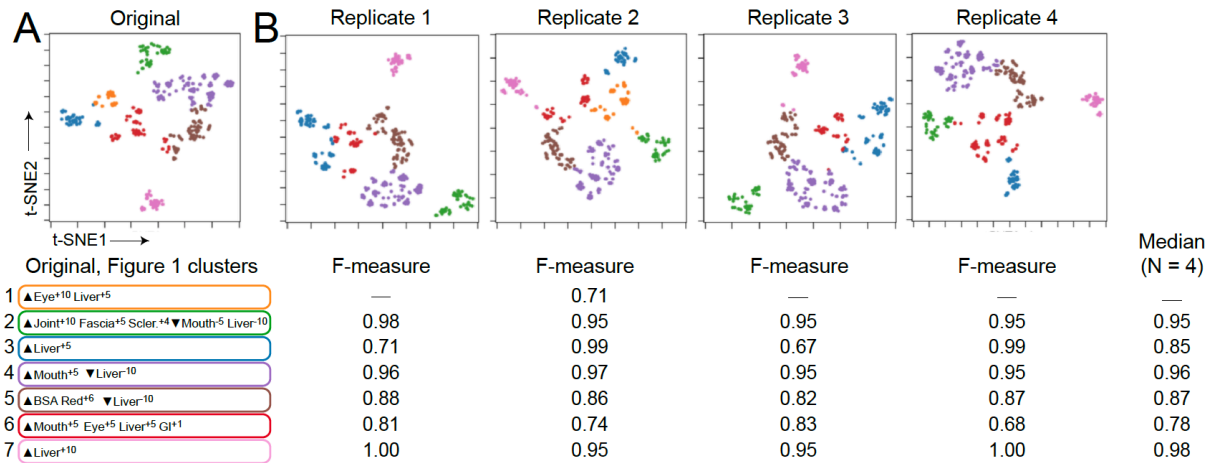 A Original B Replicate 1 Replicate 2 Replicate 3 Replicate 4
t-SNE2
t-SNE1
Original, Figure 1 clusters F-measure F-measure F-measure F-measure Median
(N = 4)
1 ▲Eye+10 Liver+5 — 0.71 — — —
2 ▲Joint+10 Fascia+5 Scler.+4▼Mouth-5 Liver-10 0.98 0.95 0.95 0.95 0.95
3 ▲Liver+5 0.71 0.99 0.67 0.99 0.85
4 ▲Mouth+5 ▼Liver-10 0.96 0.97 0.95 0.95 0.96
5 ▲BSA Red+6 ▼Liver-10 0.88 0.86 0.82 0.87 0.87
6 ▲Mouth+5 Eye+5 Liver+5 GI+1 0.81 0.74 0.83 0.68 0.78
7 ▲Liver+10 1.00 0.95 0.95 1.00 0.98